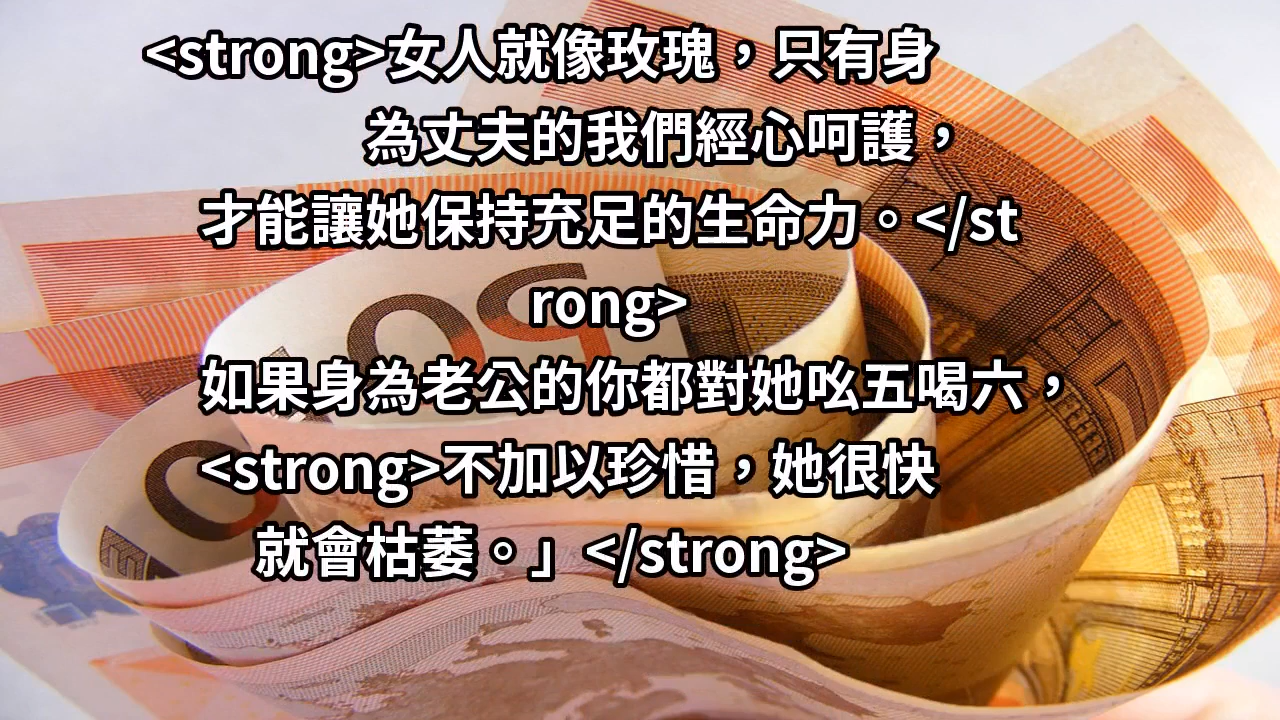 <strong>女人就像玫瑰，只有身
為丈夫的我們經心呵護，
才能讓她保持充足的生命力。</st
rong>
如果身為老公的你都對她吆五喝六，
<strong>不加以珍惜，她很快
就會枯萎。」</strong>
50